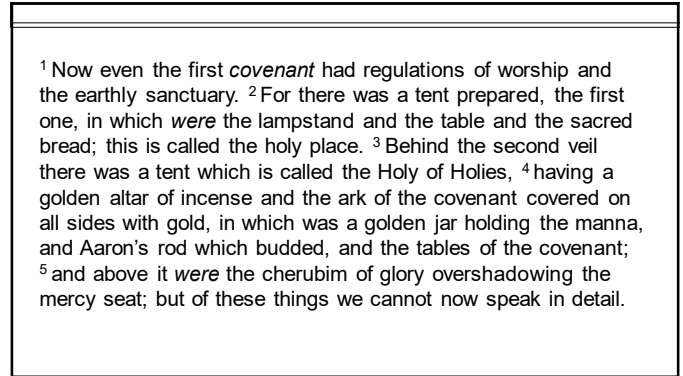 1 Now even the first covenant had regulations of worship and
the earthly sanctuary. 2 For there was a tent prepared, the first
one, in which were the lampstand and the table and the sacred
bread; this is called the holy place. 3 Behind the second veil
there was a tent which is called the Holy of Holies, 4 having a
golden altar of incense and the ark of the covenant covered on
all sides with gold, in which was a golden jar holding the manna,
and Aaron’s rod which budded, and the tables of the covenant;
5 and above it were the cherubim of glory overshadowing the
mercy seat; but of these things we cannot now speak in detail.